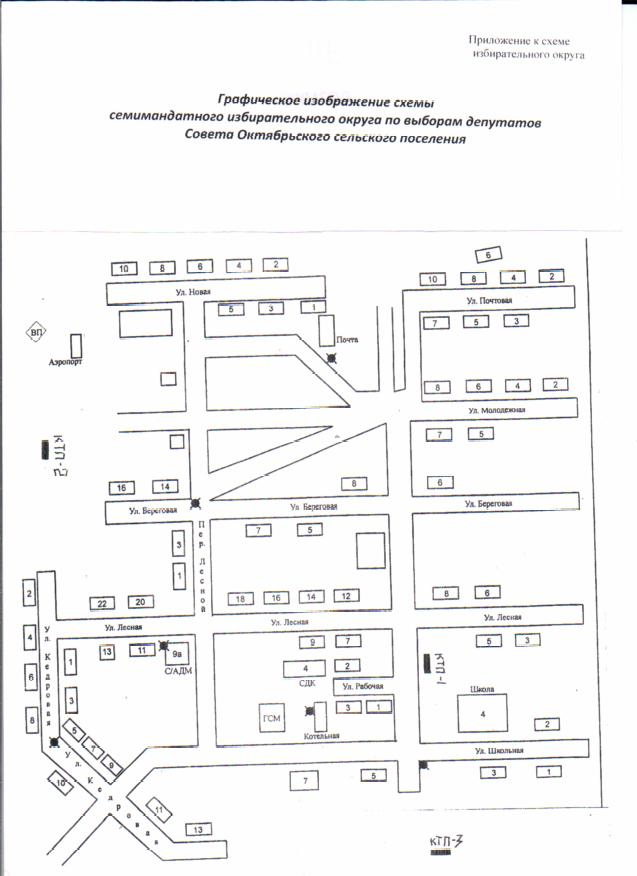 Приложение к схеме
избирательного округа
Графическое изображение схемы
семимандатного избирательного округа по выборам депутатов
Совета Октябрьского сельского поселения
6
10 8 6 4 2
10 8 4 2
Ул. Новая
Ул. Почтовая
5 3 1
7 5 3
ВП
Аэропорт
Почта
8 6 4 2
Ул. Молодежная
7 5
КТП-2
16 14
8
6
Ул. Береговая
Ул Береговая
Ул. Береговая
Пер. Лесной
7 5
3
1
2
22 20
18 16 14 12
8 6
Ул. Лесная
Ул. Лесная
Ул. Лесная
4
Ул. Кедровая
13 11 9а
С/АДМ
9 7
5 3
1
4
СДК
2
КТП-1
6
3
Ул. Рабочая
Школа
4
8
ГСМ
3 1
2
Котельная
5 7 9
Ул. Школьная
10
Ул. Кедровая
7
5
3 1
11
13
КТП-3